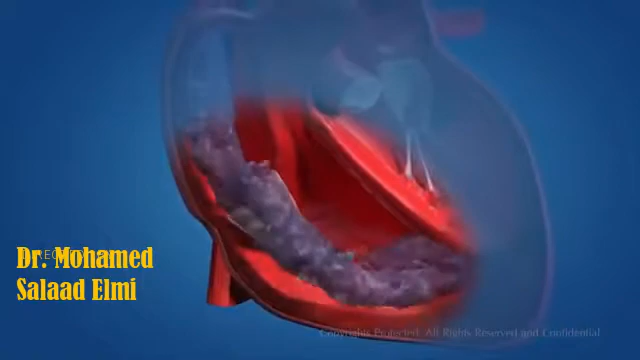 Dr. Mohamed
Salaad Elmi
Copyrights Protected. All Rights Reserved and Confidential